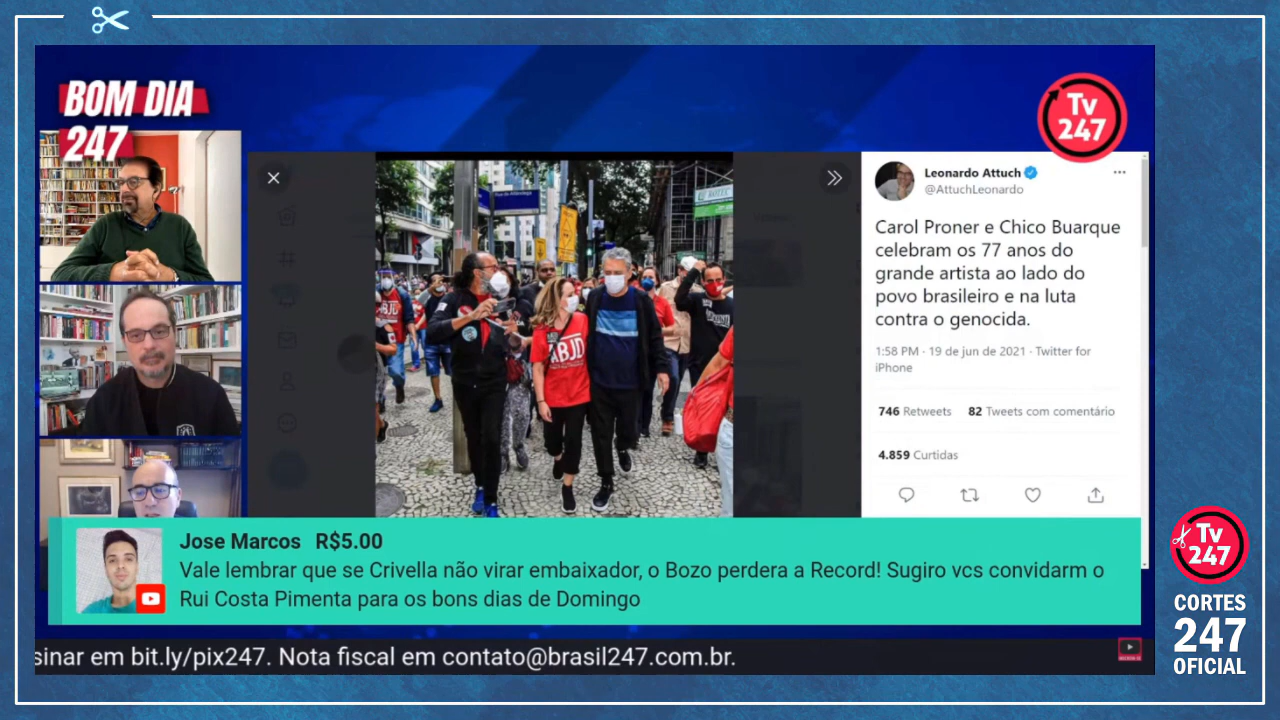 BOM DIA
247
Tv
247
Leonardo Attuch
@AttuchLeonardo
Carol Proner e Chico Buarque
celebram os 77 anos do
grande artista ao lado do
povo brasileiro e na luta
contra o genocida.
1:58 PM · 19 de jun de 2021 · Twitter for
iPhone
746 Retweets 82 Tweets com comentário
4.859 Curtidas
ABJD
Jose Marcos R$5.00
Vale lembrar que se Crivella não virar embaixador, o Bozo perdera a Record! Sugiro vcs convidarm o
Rui Costa Pimenta para os bons dias de Domingo
sinar em bit.ly/pix247. Nota fiscal em contato@brasil247.com.br.
Tv
247
CORTES
247
OFICIAL